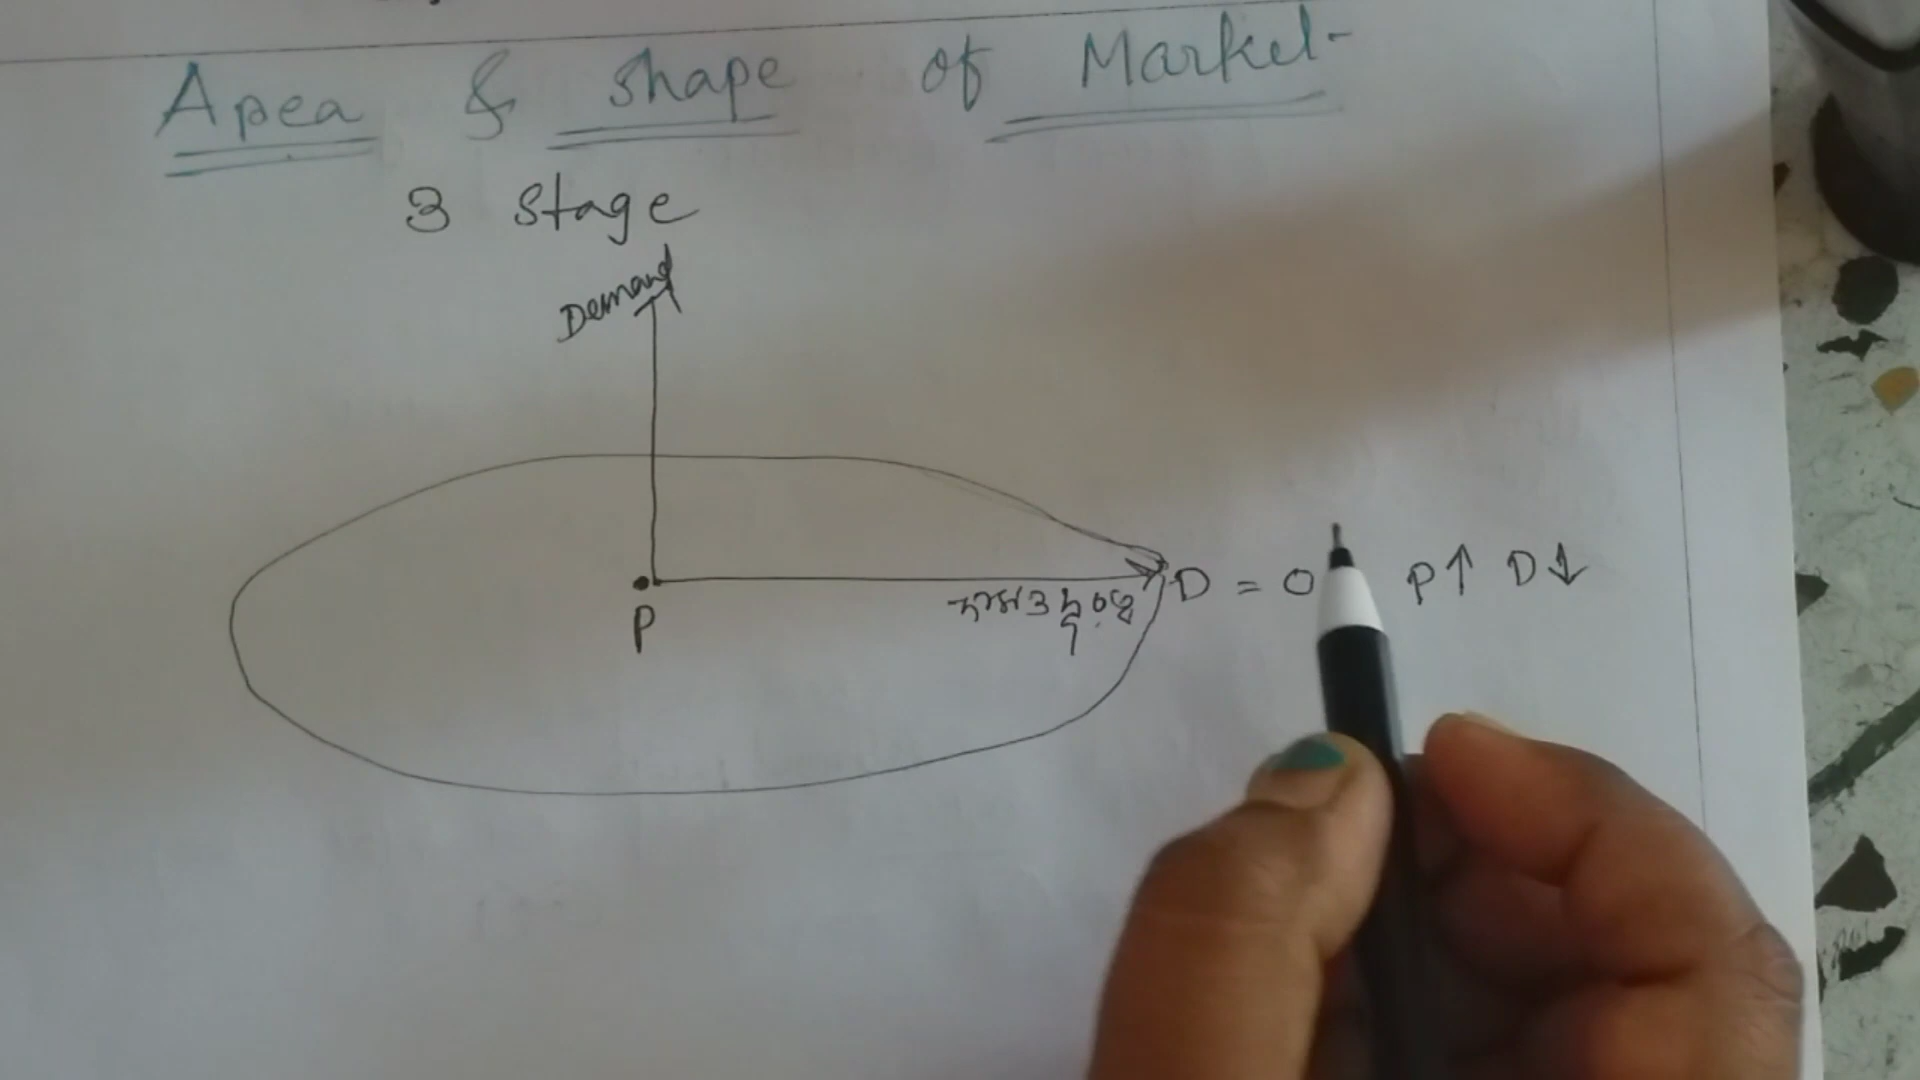 Area & shape of Market-
3 stage
Demand
P
D = 0 P↑ D↓